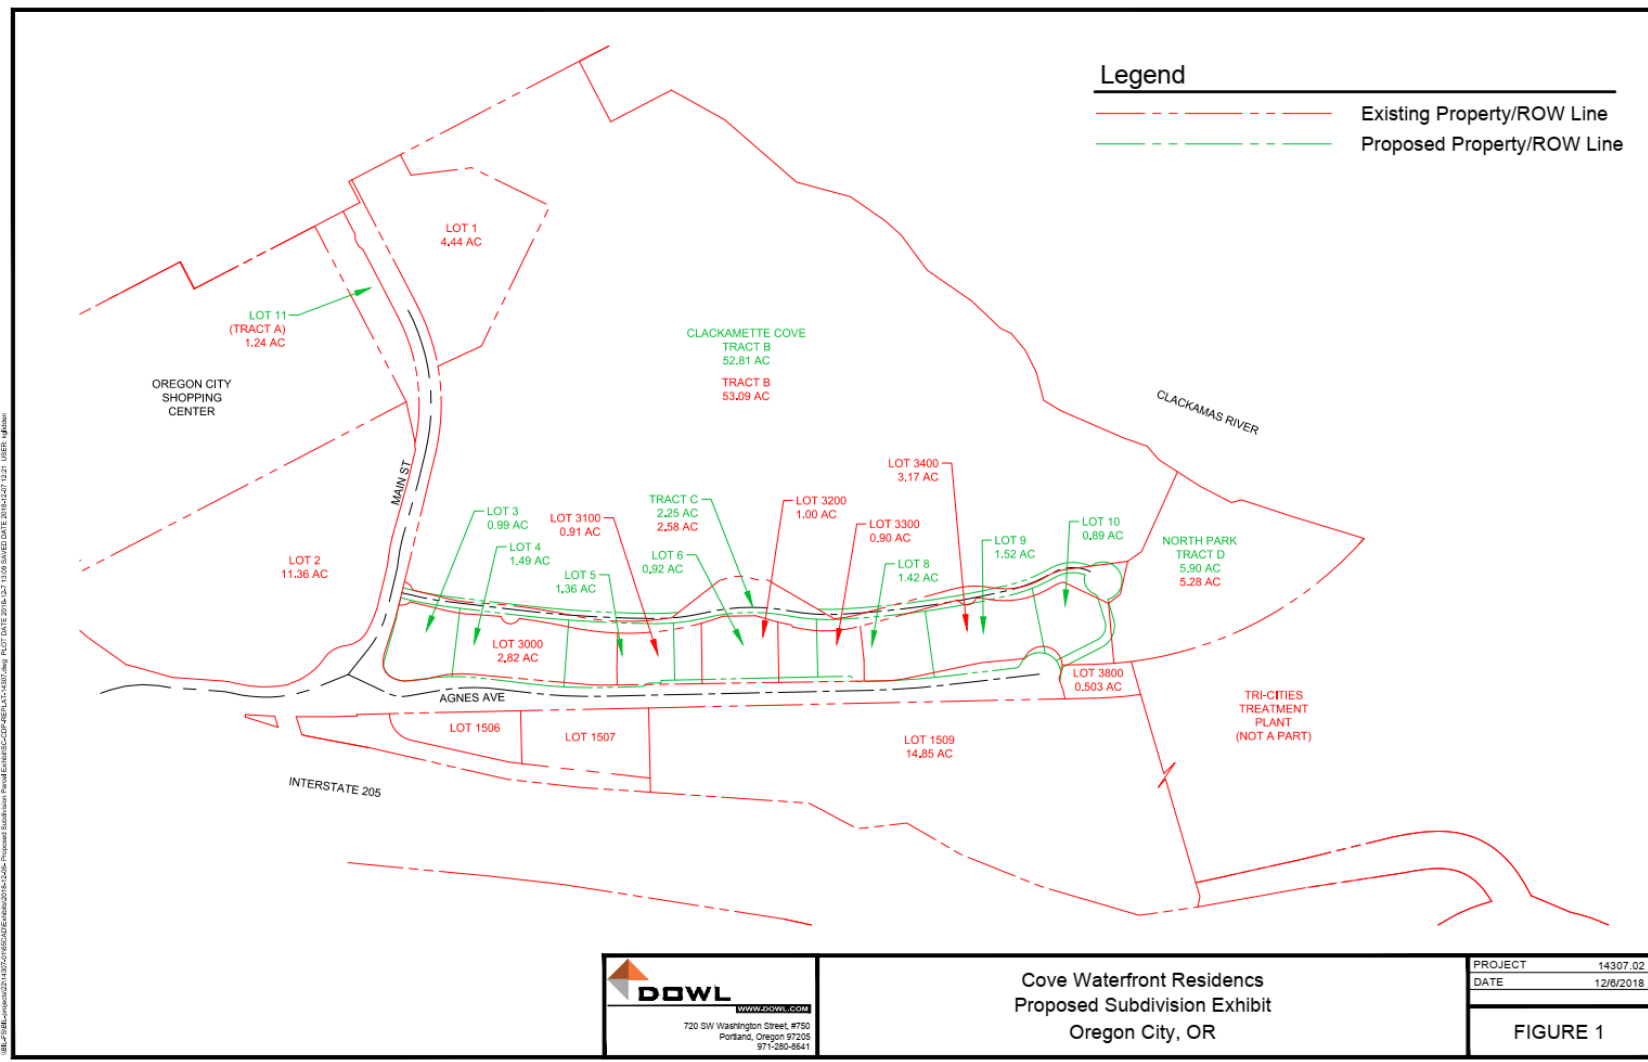 Legend
Existing Property/ROW Line
Proposed Property/ROW Line
LOT 1
4.44 AC
LOT 11
(TRACT A)
1.24 AC
OREGON CITY
SHOPPING
CENTER
CLACKAMETTE COVE
TRACT B
52.81 AC
TRACT B
53.09 AC
CLACKAMAS RIVER
MAIN ST
LOT 2
11.36 AC
LOT 3
0.99 AC
LOT 4
1.49 AC
LOT 3100
0.91 AC
LOT 5
1.36 AC
TRACT C
2.25 AC
2.58 AC
LOT 6
0.92 AC
LOT 3200
1.00 AC
LOT 3300
0.90 AC
LOT 3400
3.17 AC
LOT 8
1.42 AC
LOT 9
1.52 AC
LOT 10
0.89 AC
NORTH PARK
TRACT D
5.90 AC
5.28 AC
LOT 3000
2.82 AC
LOT 3800
0.503 AC
AGNES AVE
LOT 1506
LOT 1507
LOT 1509
14.85 AC
TRI-CITIES
TREATMENT
PLANT
(NOT A PART)
INTERSTATE 205
DOWL
WWW.DOWL.COM
720 SW Washington Street, #750
Portland, Oregon 97205
971-280-8641
Cove Waterfront Residencs
Proposed Subdivision Exhibit
Oregon City, OR
PROJECT 14307.02
DATE 12/6/2018
FIGURE 1